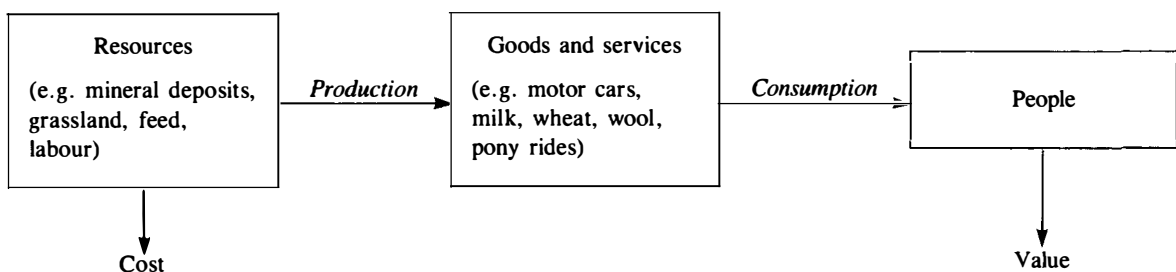 Resources
(e.g. mineral deposits,
grassland, feed,
labour)
Production
Goods and services
(e.g. motor cars,
milk, wheat, wool,
pony rides)
Consumption
People
Cost
Value